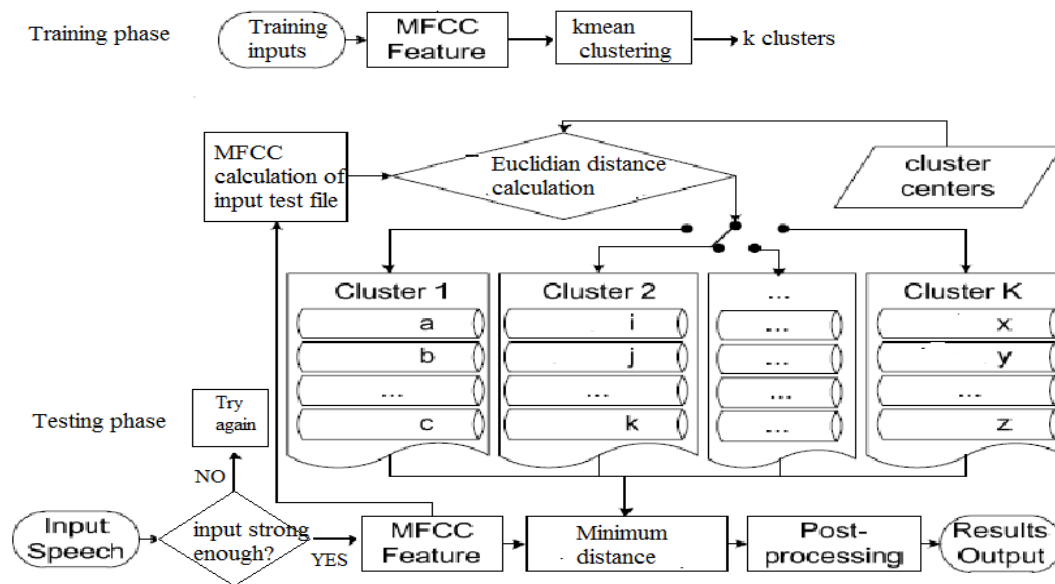 Training phase
Training
inputs
MFCC
Feature
kmean
clustering
k clusters
MFCC
calculation of
input test file
Euclidian distance
calculation
cluster
centers
Cluster 1
a
b
...
c
Cluster 2
i
j
...
k
...
...
...
...
...
Cluster K
x
y
...
z
Testing phase
Try
again
NO
Input
Speech
input strong
enough?
YES
MFCC
Feature
Minimum
distance
Post-
processing
Results
Output